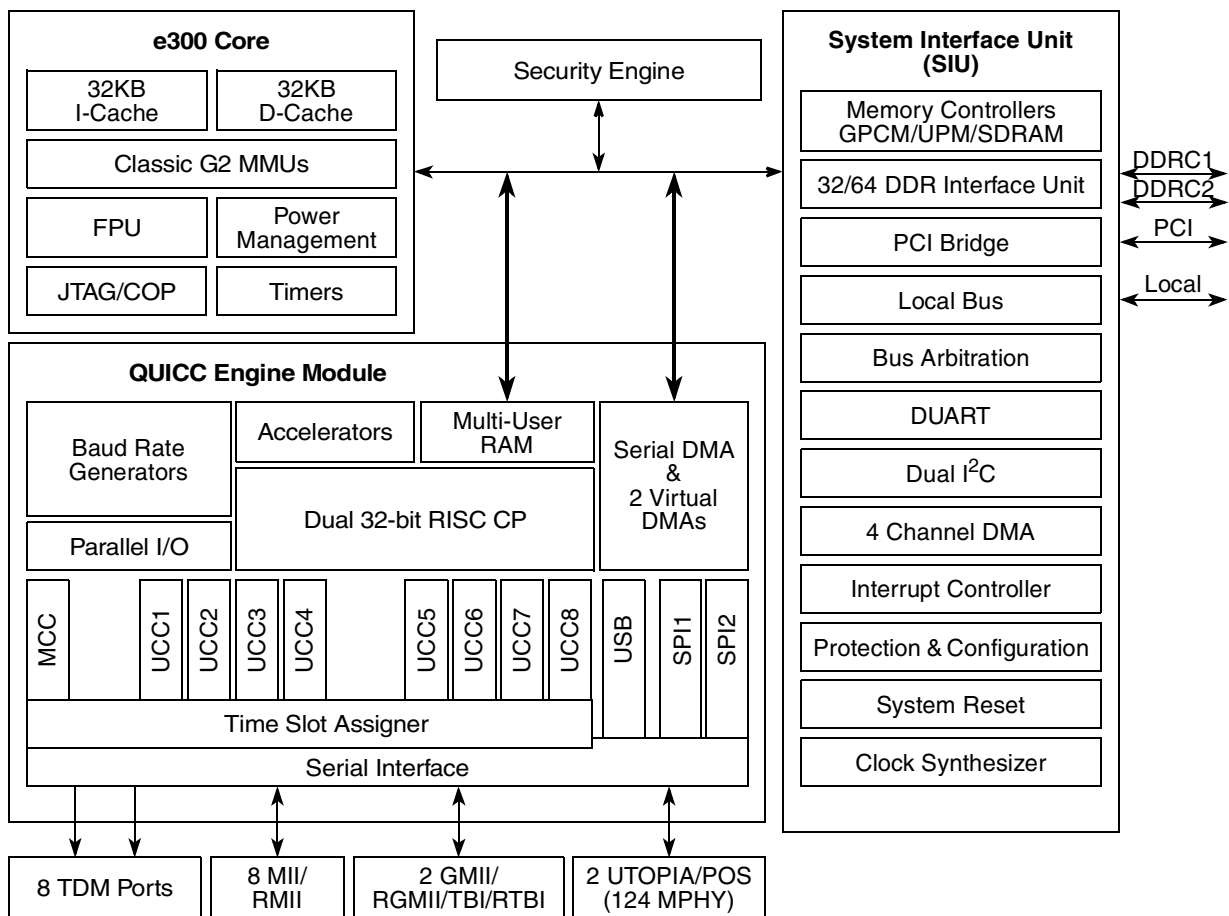 e300 Core
32KB
I-Cache
32KB
D-Cache
Classic G2 MMUs
FPU
Power
Management
JTAG/COP
Timers
Security Engine
System Interface Unit
(SIU)
Memory Controllers
GPCM/UPM/SDRAM
32/64 DDR Interface Unit
PCI Bridge
Local Bus
Bus Arbitration
DUART
Dual I²C
4 Channel DMA
Interrupt Controller
Protection & Configuration
System Reset
Clock Synthesizer
DDRC1
DDRC2
PCI
Local
QUICC Engine Module
Baud Rate
Generators
Accelerators
Multi-User
RAM
Serial DMA
&
2 Virtual
DMAs
Parallel I/O
Dual 32-bit RISC CP
MCC
UCC1
UCC2
UCC3
UCC4
UCC5
UCC6
UCC7
UCC8
USB
SPI1
SPI2
Time Slot Assigner
Serial Interface
8 TDM Ports
8 MII/
RMII
2 GMII/
RGMII/TBI/RTBI
2 UTOPIA/POS
(124 MPHY)